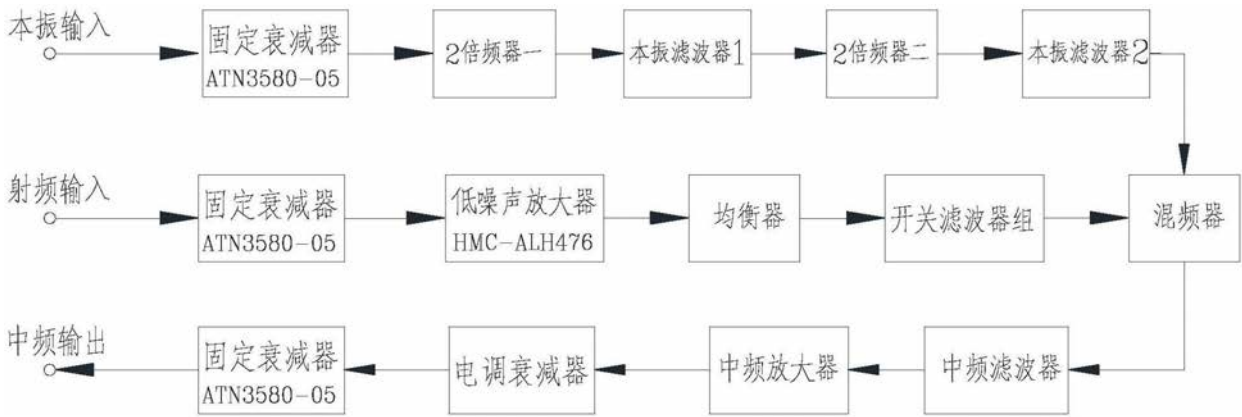 本振输入
固定衰减器
ATN3580-05
2倍频器一
本振滤波器1
2倍频器二
本振滤波器2
射频输入
固定衰减器
ATN3580-05
低噪声放大器
HMC-ALH476
均衡器
开关滤波器组
混频器
中频输出
固定衰减器
ATN3580-05
电调衰减器
中频放大器
中频滤波器